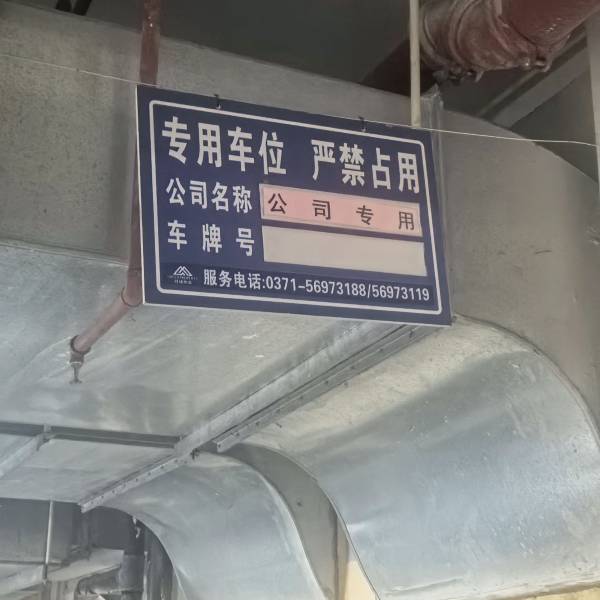 专用车位 严禁占用
公司名称 公司专用
车牌号
服务电话:0371-56973188/56973119